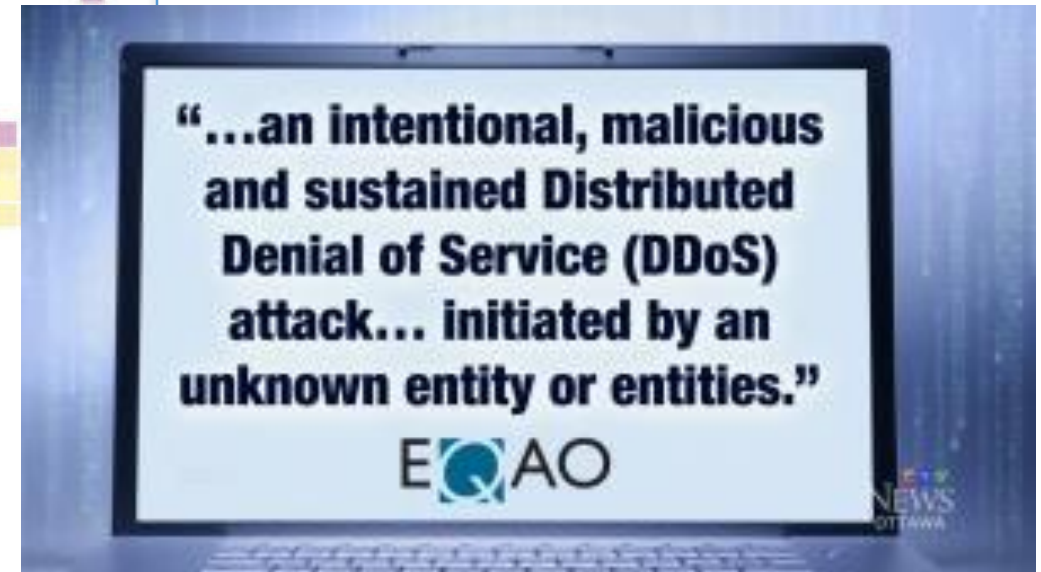 “...an intentional, malicious
and sustained Distributed
Denial of Service (DDoS)
attack... initiated by an
unknown entity or entities.”
EQAO
CTV
NEWS
OTTAWA